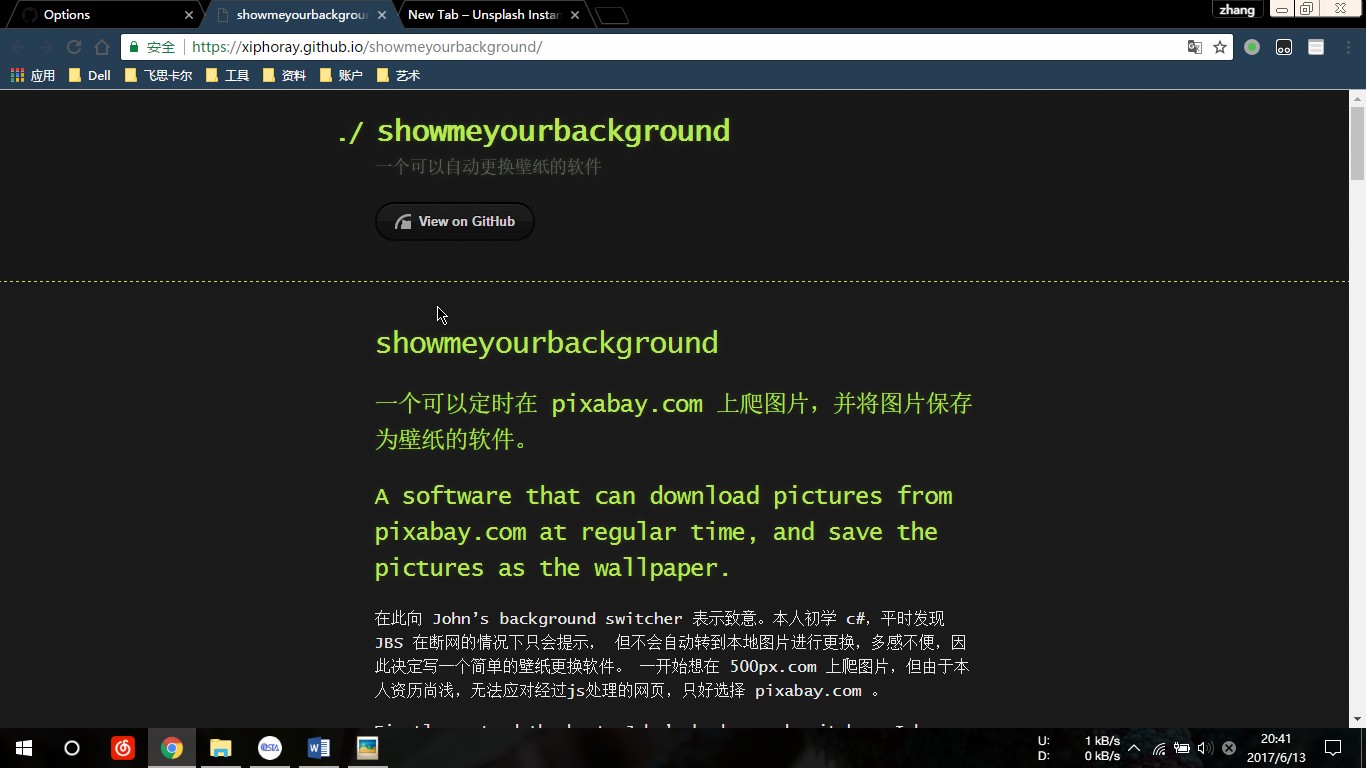 Options
showmeyourbackgroun
New Tab – Unsplash Instan
zhang
安全
https://xiphoray.github.io/showmeyourbackground/
应用
Dell
飞思卡尔
工具
资料
账户
艺术
./ showmeyourbackground
一个可以自动更换壁纸的软件
View on GitHub
showmeyourbackground
一个可以定时在 pixabay.com 上爬图片，并将图片保存
为壁纸的软件。
A software that can download pictures from
pixabay.com at regular time, and save the
pictures as the wallpaper.
在此向 John’s background switcher 表示致意。本人初学 c#，平时发现
JBS 在断网的情况下只会提示， 但不会自动转到本地图片进行更换，多感不便，因
此决定写一个简单的壁纸更换软件。 一开始想在 500px.com 上爬图片，但由于本
人资历尚浅，无法应对经过js处理的网页，只好选择 pixabay.com 。
U: 1 kB/s
D: 0 kB/s
20:41
2017/6/13